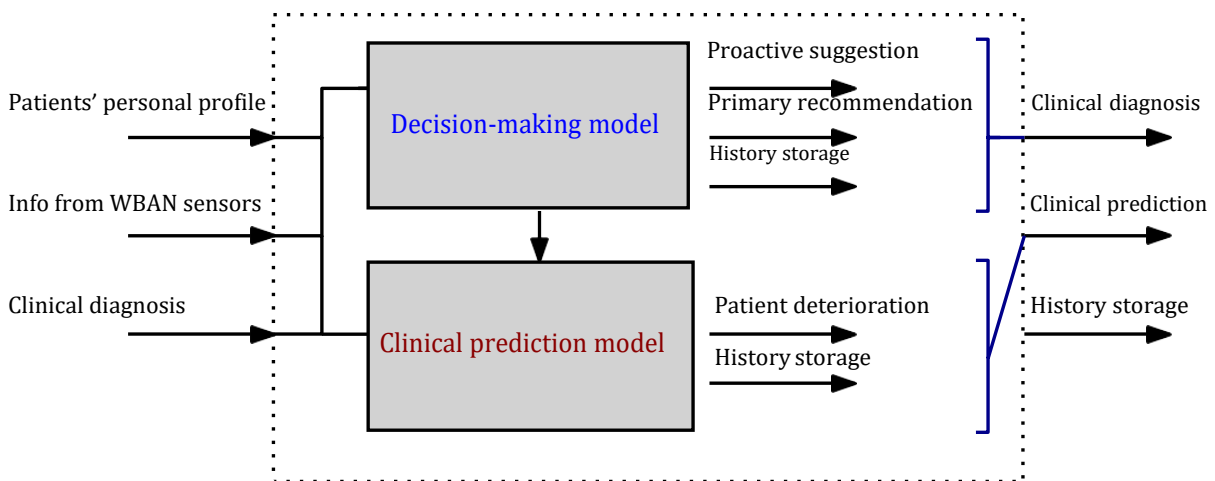 Patients’ personal profile
Info from WBAN sensors
Clinical diagnosis
Decision-making model
Clinical prediction model
Proactive suggestion
Primary recommendation
History storage
Patient deterioration
History storage
Clinical diagnosis
Clinical prediction
History storage